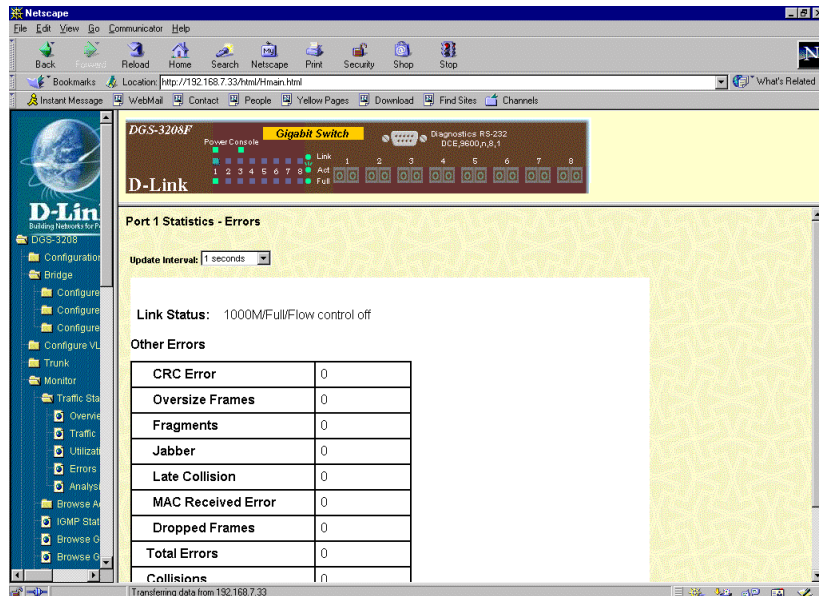 Netscape
File Edit View Go Communicator Help
Back Forward Reload Home Search Netscape Print Security Shop Stop
Bookmarks Location: http://192.168.7.33/html/Hmain.html What's Related
Instant Message WebMail Contact People Yellow Pages Download Find Sites Channels
D-Lin
Building Networks for P
DGS-3208
Configuration
Bridge
Configure
Configure
Configure
Configure VL
Trunk
Monitor
Traffic Sta
Overvie
Traffic
Utilizati
Errors
Analysi
Browse A
IGMP Stat
Browse G
Browse G
DGS-3208F
Power Console
Gigabit Switch
Diagnostics RS-232
DCE,9600,n,8,1
Link
1 2 3 4 5 6 7 8
Act
1 2 3 4 5 6 7 8
Full
D-Link
Port 1 Statistics - Errors
Update Interval: 1 seconds
Link Status: 1000M/Full/Flow control off
Other Errors
CRC Error 0
Oversize Frames 0
Fragments 0
Jabber 0
Late Collision 0
MAC Received Error 0
Dropped Frames 0
Total Errors 0
Collisions 0
Transferring data from 192.168.7.33